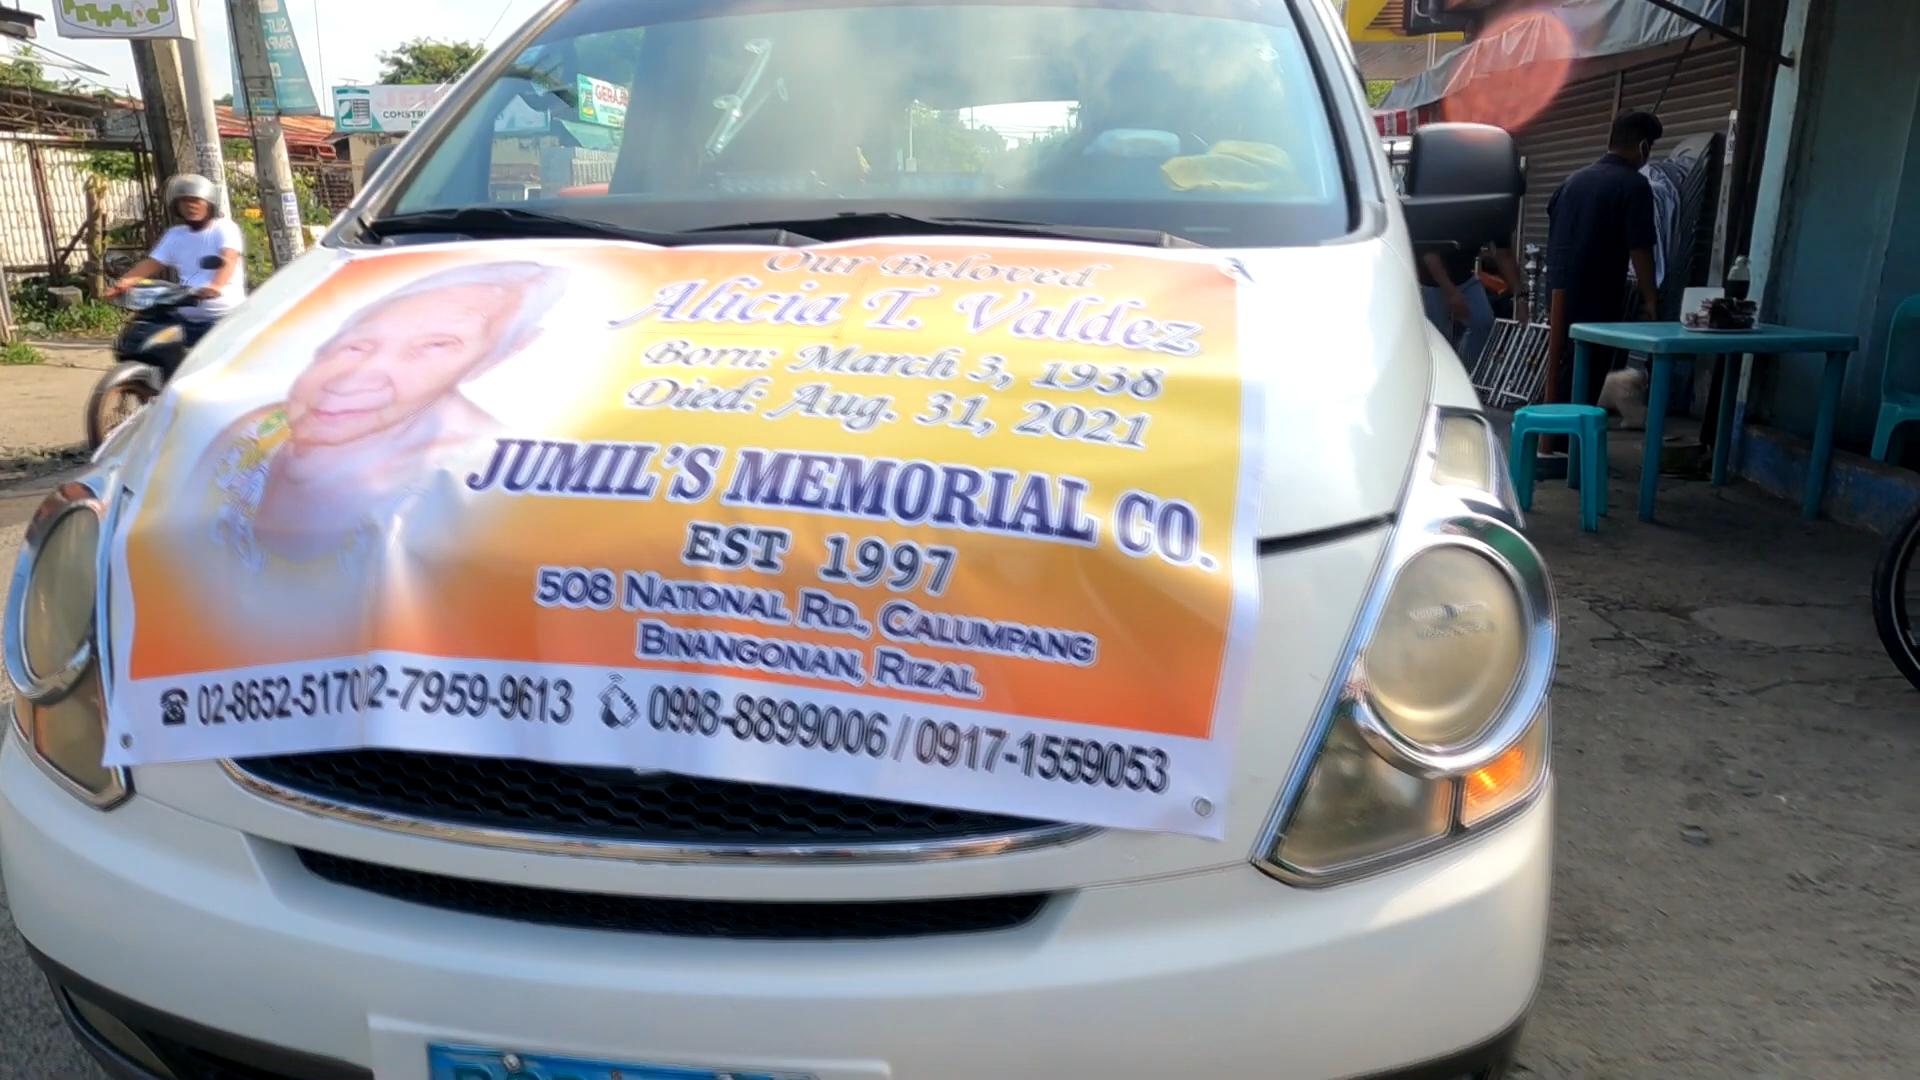 Our Beloved
Alicia T. Valdez
Born: March 3, 1938
Died: Aug. 31, 2021
JUMIL'S MEMORIAL CO.
EST 1997
508 NATIONAL RD., CALUMPANG
BINANGONAN, RIZAL
02-8652-5170 02-7959-9613 0998-8899006 / 0917-1559053